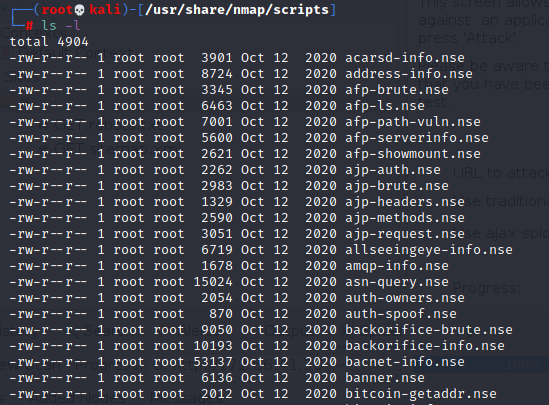 ┌──(root💀kali)-[/usr/share/nmap/scripts]
└─# ls -l
total 4904
-rw-r--r-- 1 root root  3901 Oct 12  2020 acarsd-info.nse
-rw-r--r-- 1 root root  8724 Oct 12  2020 address-info.nse
-rw-r--r-- 1 root root  3345 Oct 12  2020 afp-brute.nse
-rw-r--r-- 1 root root  6463 Oct 12  2020 afp-ls.nse
-rw-r--r-- 1 root root  7001 Oct 12  2020 afp-path-vuln.nse
-rw-r--r-- 1 root root  5600 Oct 12  2020 afp-serverinfo.nse
-rw-r--r-- 1 root root  2621 Oct 12  2020 afp-showmount.nse
-rw-r--r-- 1 root root  2262 Oct 12  2020 ajp-auth.nse
-rw-r--r-- 1 root root  2983 Oct 12  2020 ajp-brute.nse
-rw-r--r-- 1 root root  1329 Oct 12  2020 ajp-headers.nse
-rw-r--r-- 1 root root  2590 Oct 12  2020 ajp-methods.nse
-rw-r--r-- 1 root root  3051 Oct 12  2020 ajp-request.nse
-rw-r--r-- 1 root root  6719 Oct 12  2020 allseeingeye-info.nse
-rw-r--r-- 1 root root  1678 Oct 12  2020 amqp-info.nse
-rw-r--r-- 1 root root 15024 Oct 12  2020 asn-query.nse
-rw-r--r-- 1 root root  2054 Oct 12  2020 auth-owners.nse
-rw-r--r-- 1 root root   870 Oct 12  2020 auth-spoof.nse
-rw-r--r-- 1 root root  9050 Oct 12  2020 backorifice-brute.nse
-rw-r--r-- 1 root root 10193 Oct 12  2020 backorifice-info.nse
-rw-r--r-- 1 root root 53137 Oct 12  2020 bacnet-info.nse
-rw-r--r-- 1 root root  6136 Oct 12  2020 banner.nse
-rw-r--r-- 1 root root  2012 Oct 12  2020 bitcoin-getaddr.nse
This screen allows
against an applic
press 'Attack'.
be aware
you have been
URL to attac
traditiona
ajax spid
Progress: